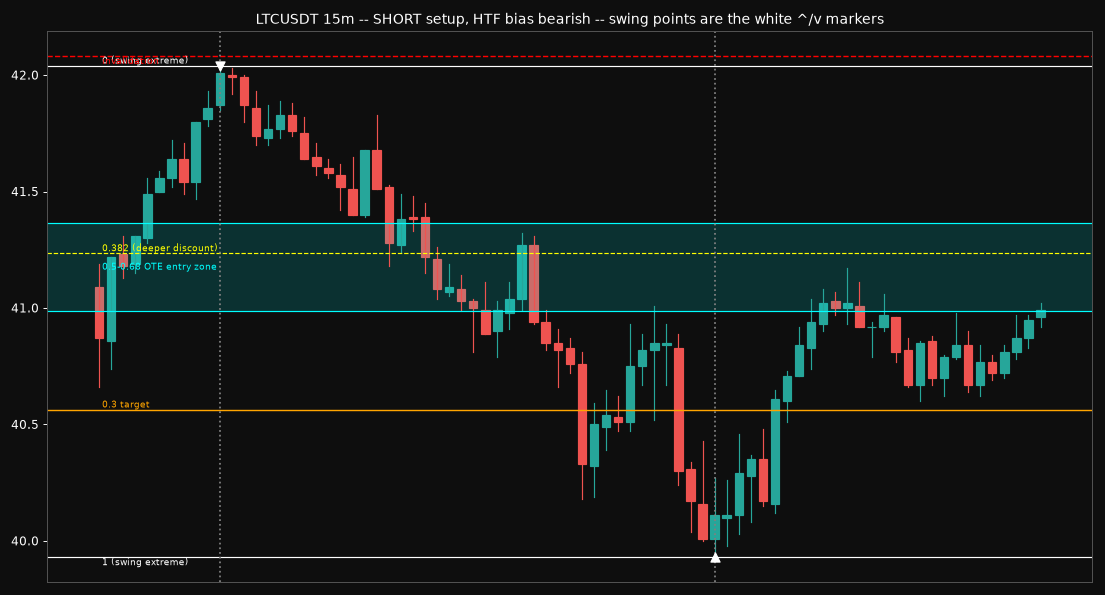 LTCUSDT 15m -- SHORT setup, HTF bias bearish -- swing points are the white ^/v markers
0 (swing extreme)
42.0
41.5
0.382 (deeper discount)
OTE entry zone
41.0
0.3 target
40.5
40.0
1 (swing extreme)